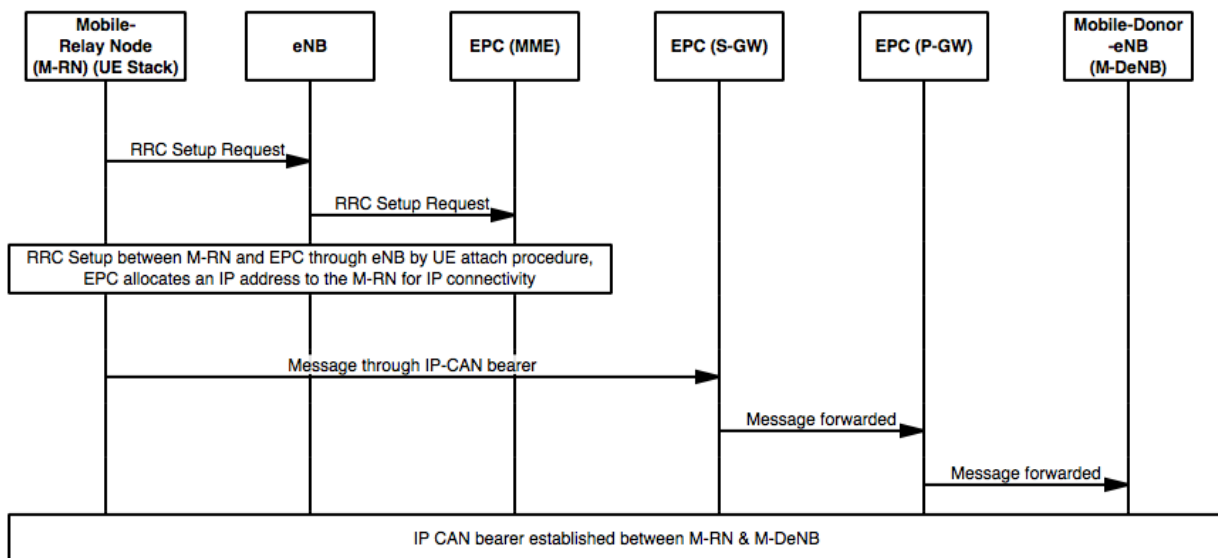 Mobile-
Relay Node
(M-RN) (UE Stack)
eNB
EPC (MME)
EPC (S-GW)
EPC (P-GW)
Mobile-Donor
-eNB
(M-DeNB)
RRC Setup Request
RRC Setup Request
RRC Setup between M-RN and EPC through eNB by UE attach procedure,
EPC allocates an IP address to the M-RN for IP connectivity
Message through IP-CAN bearer
Message forwarded
Message forwarded
IP CAN bearer established between M-RN & M-DeNB